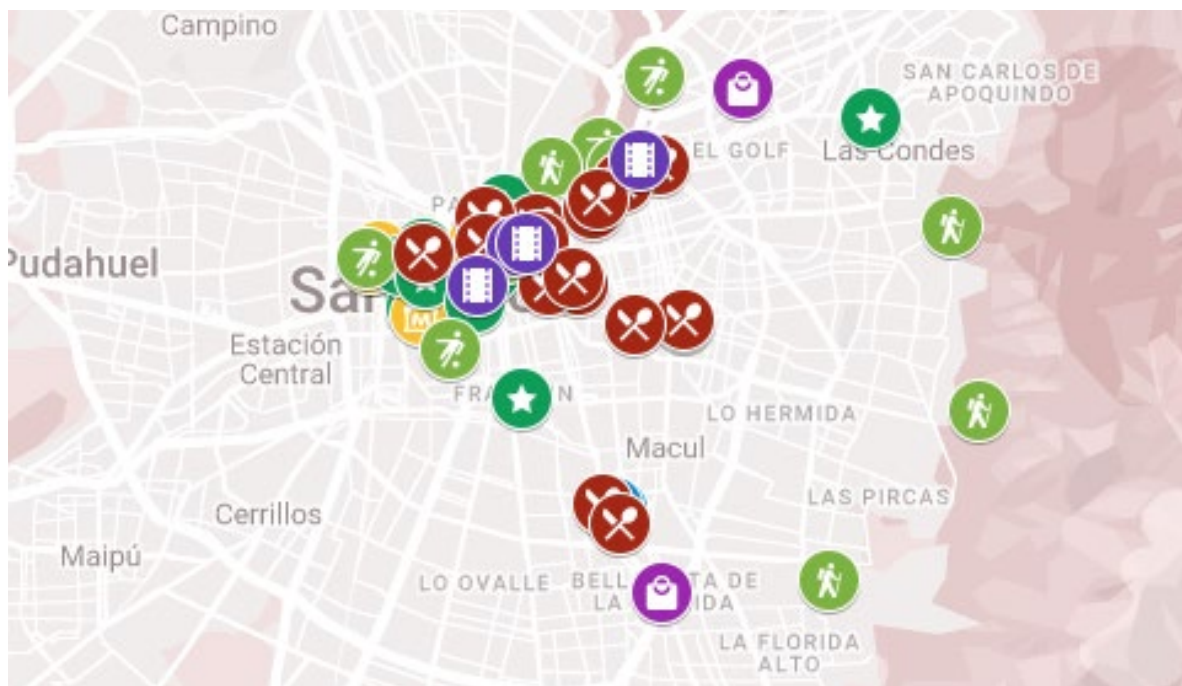 Campino
SAN CARLOS DE
APOQUINDO
EL GOLF
Las Condes
Pudahuel
Estación
Central
LO HERMIDA
Macul
LAS PIRCAS
Cerrillos
Maipú
LO OVALLE
LA FLORIDA
ALTO